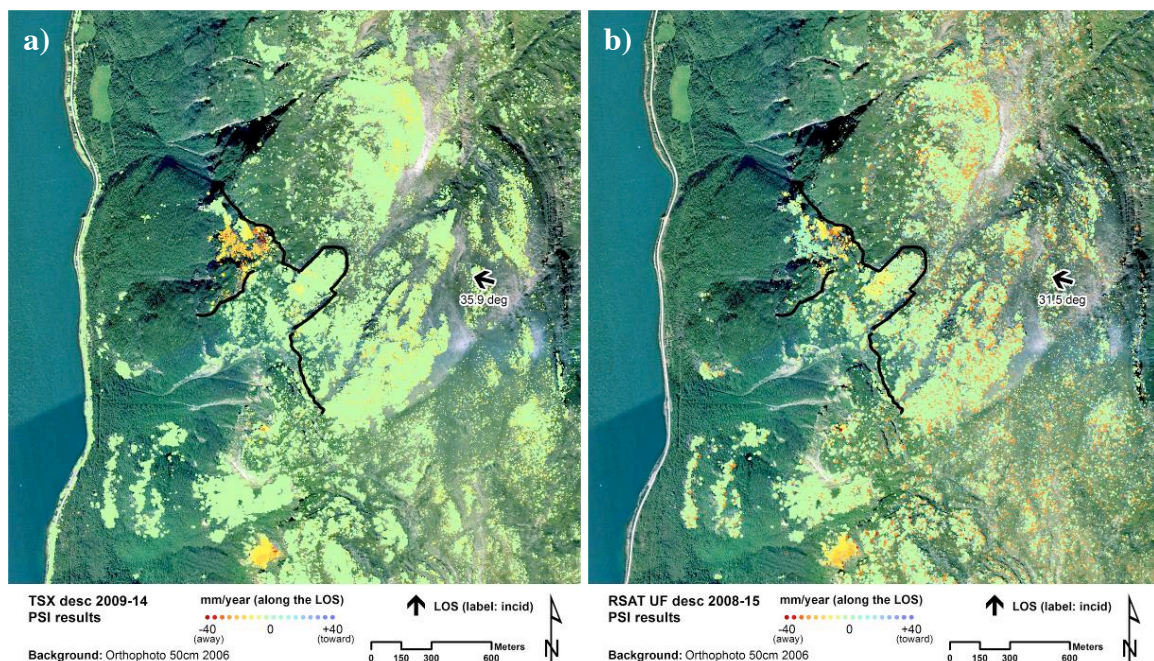 a)
35.9 deg
TSX desc 2009-14
PSI results
mm/year (along the LOS)
-40
0
+40
(away)
(toward)
LOS (label: incid)
Meters
0 150 300 600
N
Background: Orthophoto 50cm 2006
b)
31.5 deg
RSAT UF desc 2008-15
PSI results
mm/year (along the LOS)
-40
0
+40
(away)
(toward)
LOS (label: incid)
Meters
0 150 300 600
N
Background: Orthophoto 50cm 2006